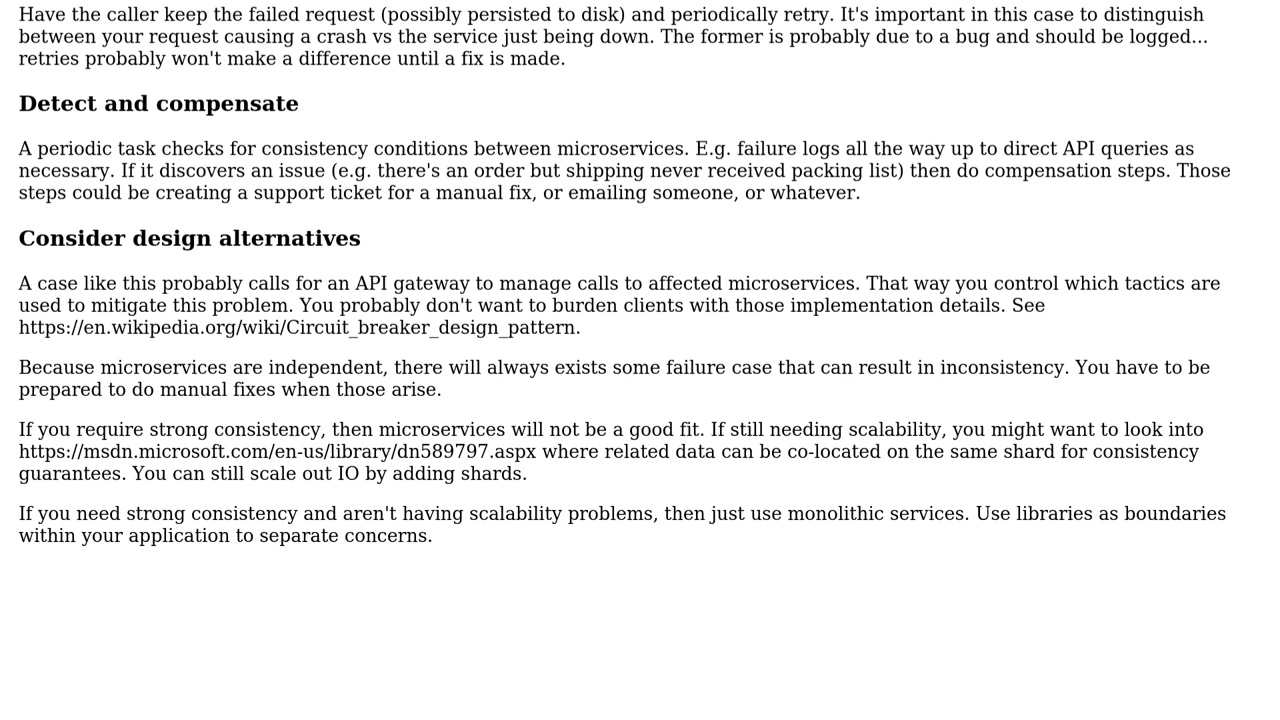 Have the caller keep the failed request (possibly persisted to disk) and periodically retry. It's important in this case to distinguish
between your request causing a crash vs the service just being down. The former is probably due to a bug and should be logged...
retries probably won't make a difference until a fix is made.
Detect and compensate
A periodic task checks for consistency conditions between microservices. E.g. failure logs all the way up to direct API queries as
necessary. If it discovers an issue (e.g. there's an order but shipping never received packing list) then do compensation steps. Those
steps could be creating a support ticket for a manual fix, or emailing someone, or whatever.
Consider design alternatives
A case like this probably calls for an API gateway to manage calls to affected microservices. That way you control which tactics are
used to mitigate this problem. You probably don't want to burden clients with those implementation details. See
https://en.wikipedia.org/wiki/Circuit_breaker_design_pattern.
Because microservices are independent, there will always exists some failure case that can result in inconsistency. You have to be
prepared to do manual fixes when those arise.
If you require strong consistency, then microservices will not be a good fit. If still needing scalability, you might want to look into
https://msdn.microsoft.com/en-us/library/dn589797.aspx where related data can be co-located on the same shard for consistency
guarantees. You can still scale out IO by adding shards.
If you need strong consistency and aren't having scalability problems, then just use monolithic services. Use libraries as boundaries
within your application to separate concerns.